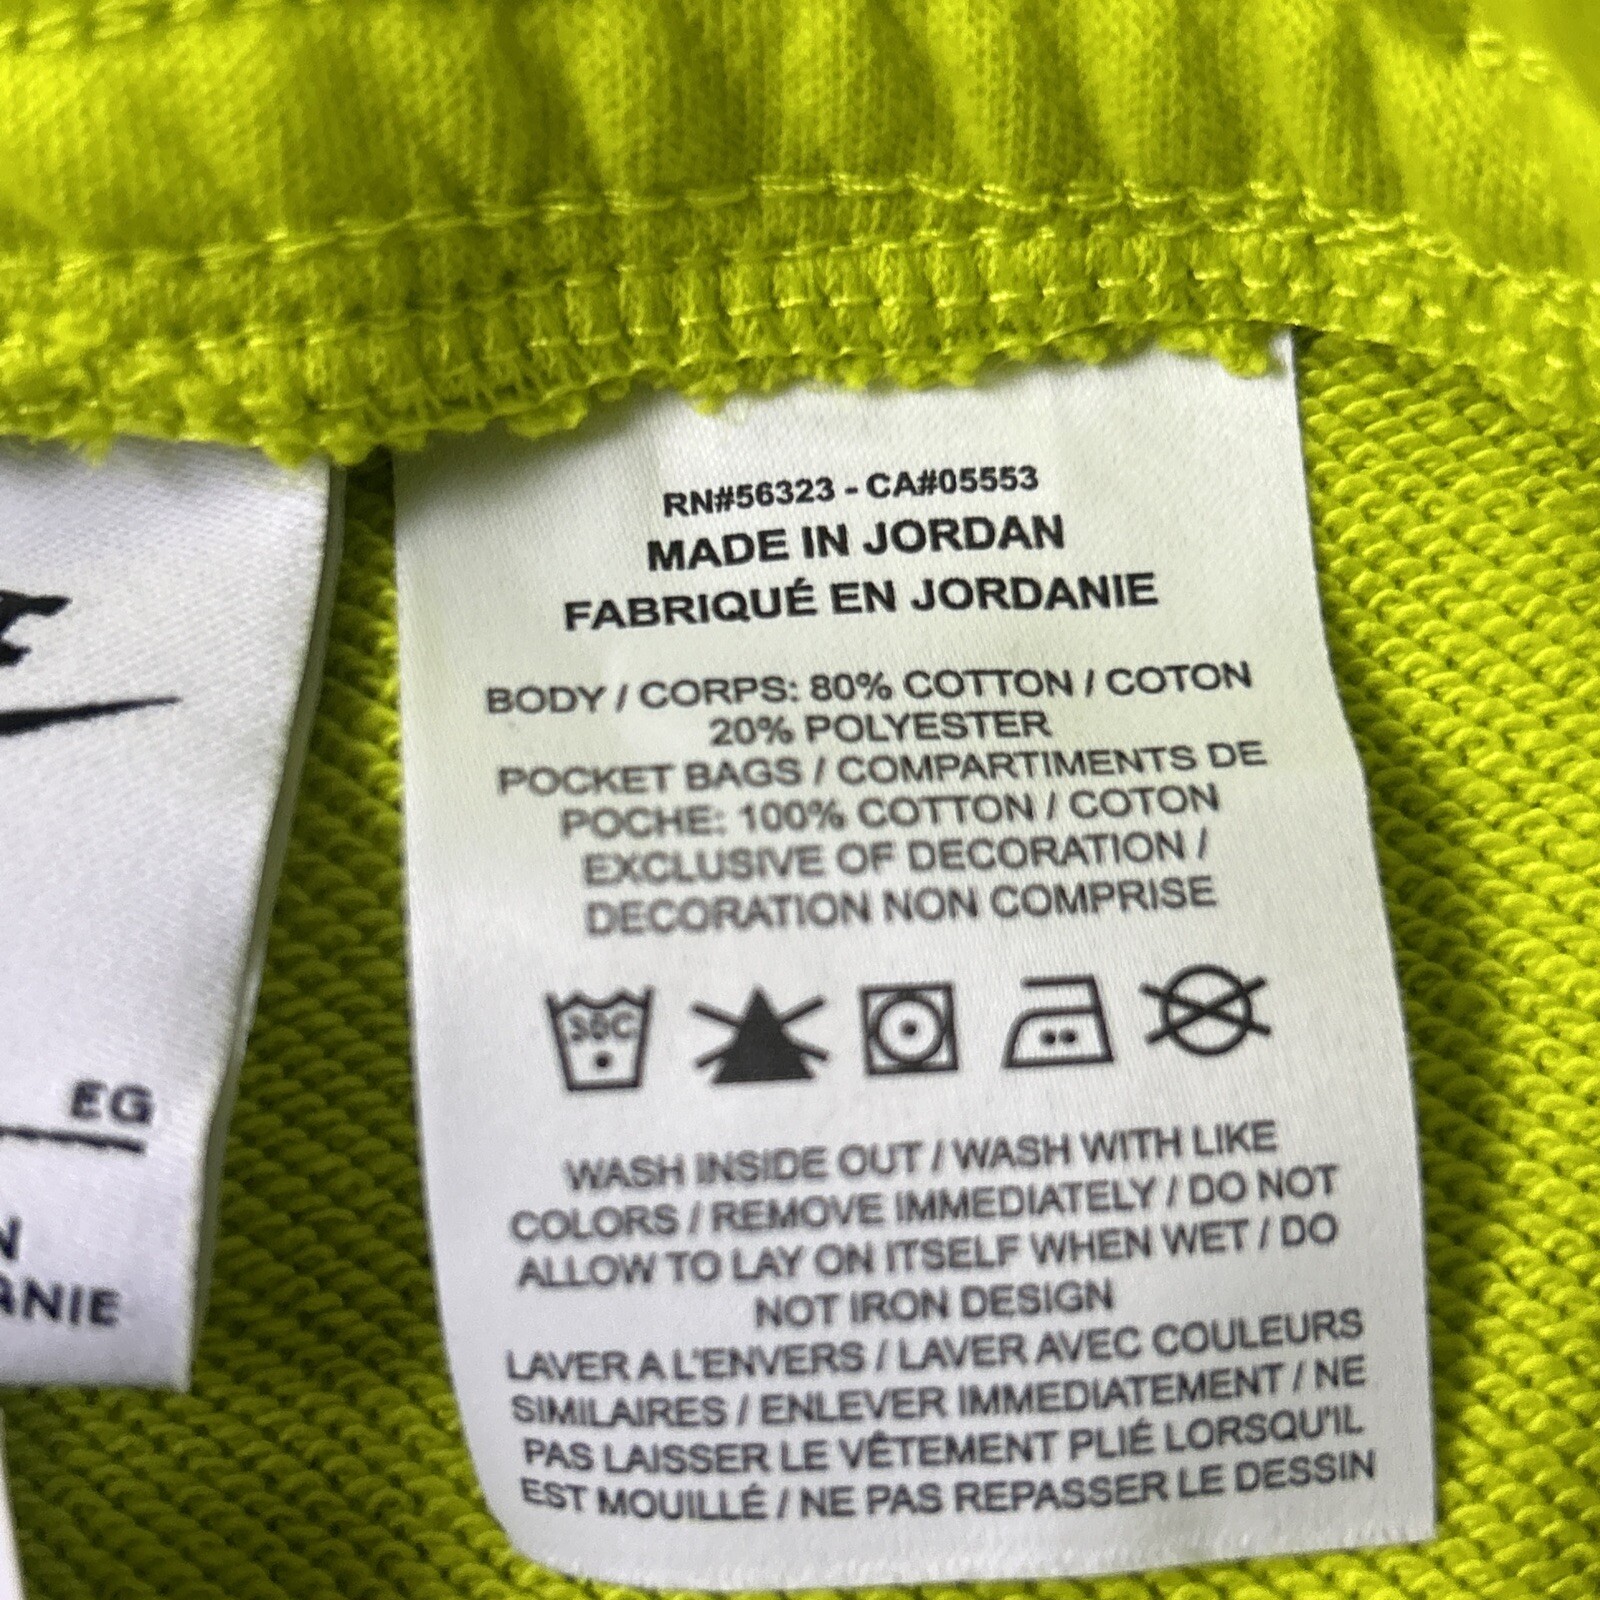 RN#56323 - CA#05553
MADE IN JORDAN
FABRIQUÉ EN JORDANIE
BODY / CORPS: 80% COTTON / COTON
20% POLYESTER
POCKET BAGS / COMPARTIMENTS DE
POCHE: 100% COTTON / COTON
EXCLUSIVE OF DECORATION /
DECORATION NON COMPRISE
WASH INSIDE OUT / WASH WITH LIKE
COLORS / REMOVE IMMEDIATELY / DO NOT
ALLOW TO LAY ON ITSELF WHEN WET / DO
NOT IRON DESIGN
LAVER A L'ENVERS / LAVER AVEC COULEURS
SIMILAIRES / ENLEVER IMMEDIATEMENT / NE
PAS LAISSER LE VÊTEMENT PLIÉ LORSQU'IL
EST MOUILLÉ / NE PAS REPASSER LE DESSIN
EG
N
ANIE